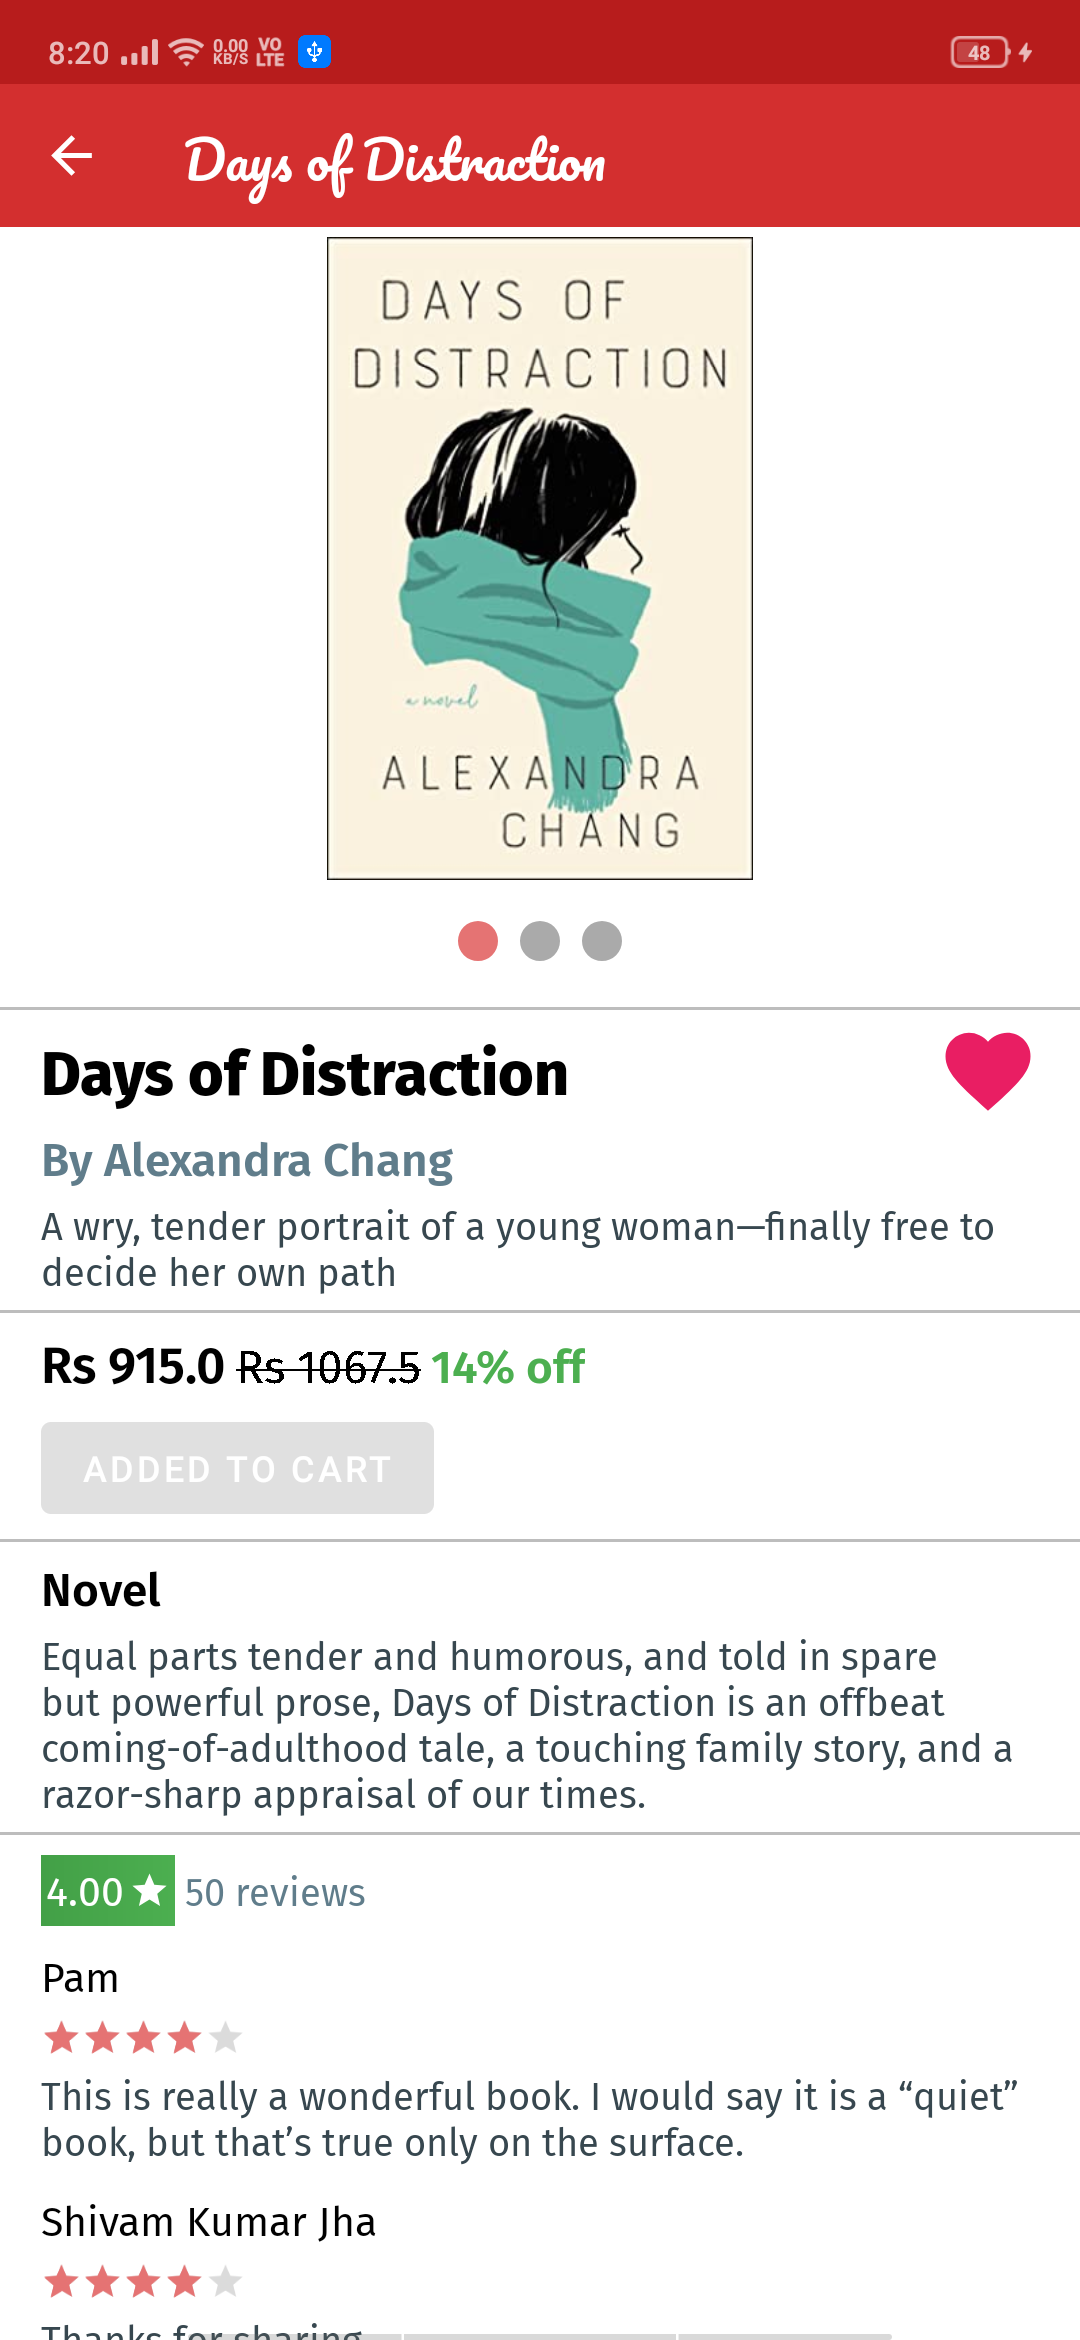 8:20 0.00 KB/S VO LTE 48
Days of Distraction
DAYS OF
DISTRACTION
a novel
ALEXANDRA
CHANG
Days of Distraction
By Alexandra Chang
A wry, tender portrait of a young woman—finally free to
decide her own path
Rs 915.0 Rs 1067.5 14% off
ADDED TO CART
Novel
Equal parts tender and humorous, and told in spare
but powerful prose, Days of Distraction is an offbeat
coming-of-adulthood tale, a touching family story, and a
razor-sharp appraisal of our times.
4.00 50 reviews
Pam
This is really a wonderful book. I would say it is a “quiet”
book, but that’s true only on the surface.
Shivam Kumar Jha
Thanks for sharing